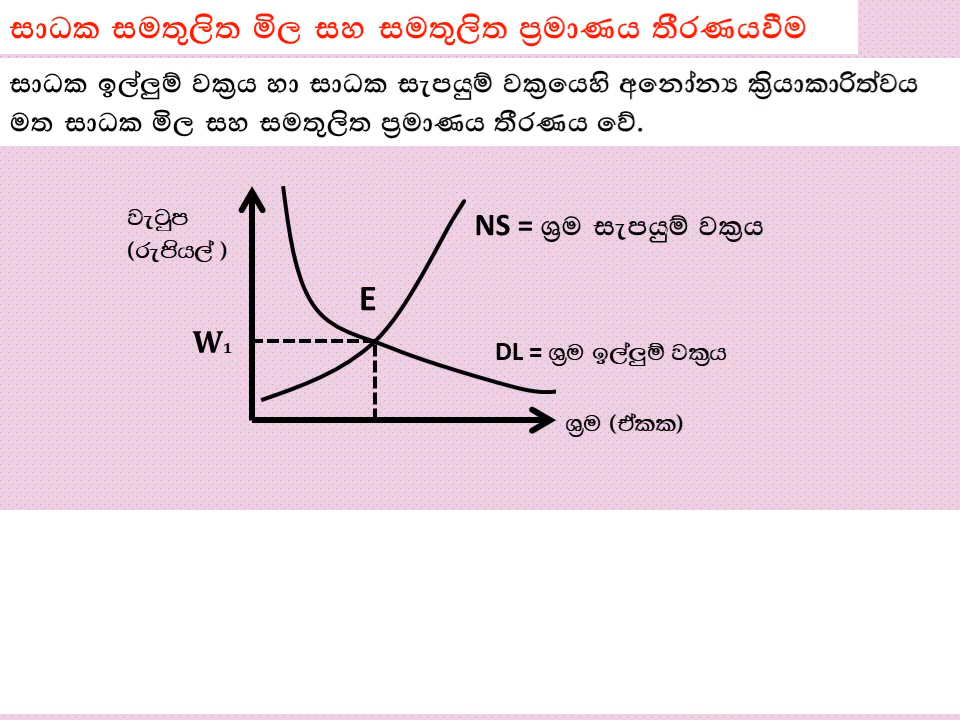 සාධක සමතුලිත මිල සහ සමතුලිත ප්‍රමාණය තීරණයවීම
සාධක ඉල්ලුම් වක්‍රය හා සාධක සැපයුම් වක්‍රයෙහි අනෝන්‍ය ක්‍රියාකාරිත්වය
මත සාධක මිල සහ සමතුලිත ප්‍රමාණය තීරණය වේ.
වැටුප
(රුපියල් )
NS = ශ්‍රම සැපයුම් වක්‍රය
E
W₁
DL = ශ්‍රම ඉල්ලුම් වක්‍රය
ශ්‍රම (ඒකක)